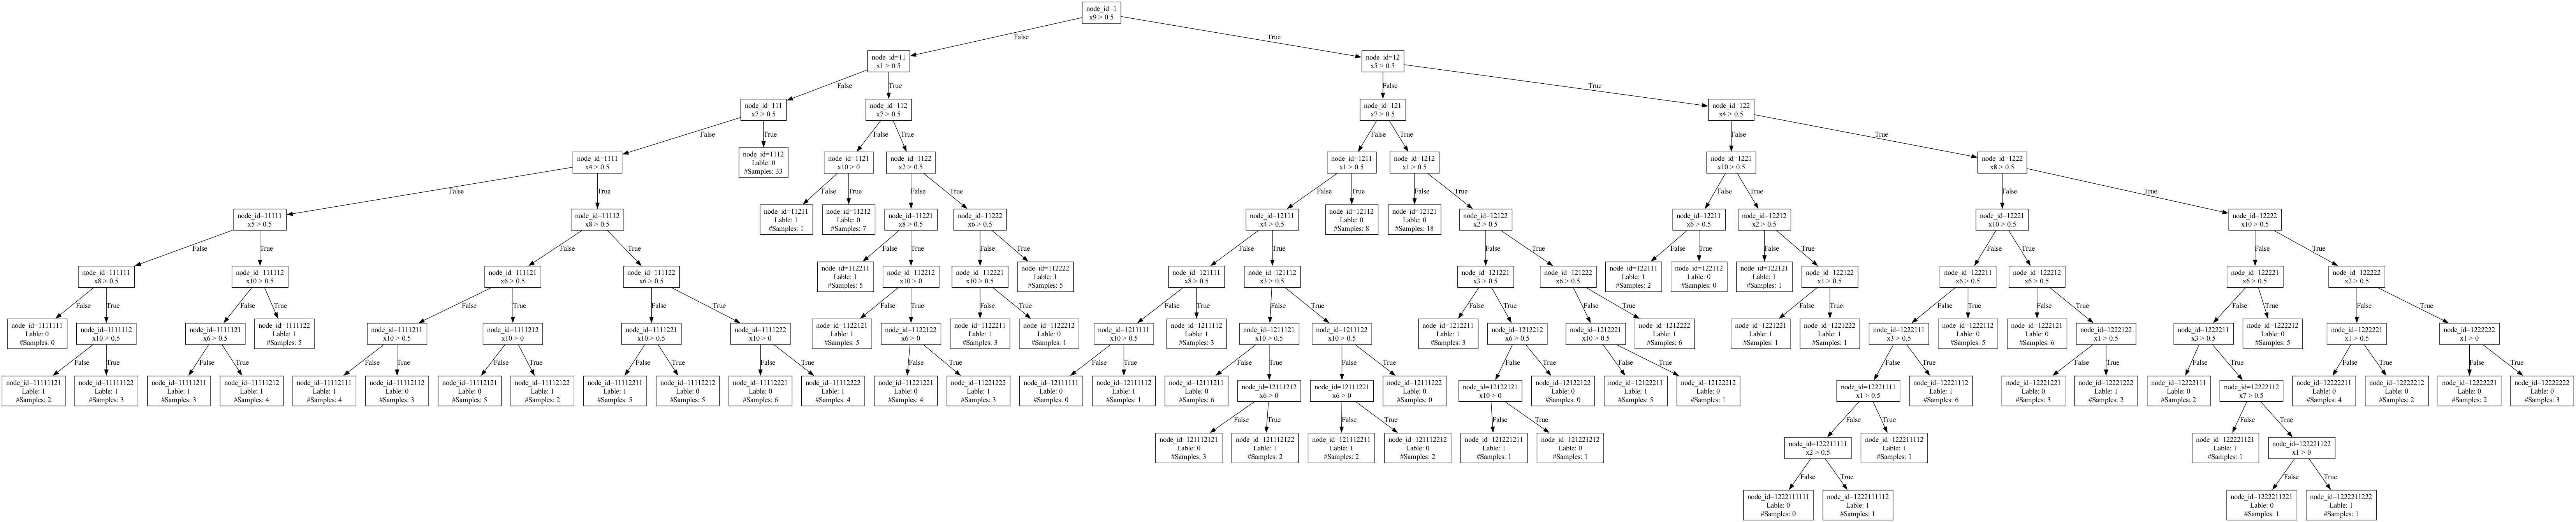 node_id=1
x9 > 0.5
False
True
node_id=11
x1 > 0.5
node_id=12
x5 > 0.5
False
True
False
True
node_id=111
x7 > 0.5
node_id=112
x7 > 0.5
node_id=121
x7 > 0.5
node_id=122
x4 > 0.5
False
True
False
True
False
True
False
True
node_id=1111
x4 > 0.5
node_id=1112
Lable: 0
#Samples: 33
node_id=1121
x10 > 0
node_id=1122
x2 > 0.5
node_id=1211
x1 > 0.5
node_id=1212
x1 > 0.5
node_id=1221
x10 > 0.5
node_id=1222
x8 > 0.5
False
True
False
True
False
True
False
True
False
True
False
True
False
True
node_id=11111
x5 > 0.5
node_id=11112
x8 > 0.5
node_id=11211
Lable: 1
#Samples: 1
node_id=11212
Lable: 0
#Samples: 7
node_id=11221
x8 > 0.5
node_id=11222
x6 > 0.5
node_id=12111
x4 > 0.5
node_id=12112
Lable: 0
#Samples: 8
node_id=12121
Lable: 0
#Samples: 18
node_id=12122
x2 > 0.5
node_id=12211
x6 > 0.5
node_id=12212
x2 > 0.5
node_id=12221
x10 > 0.5
node_id=12222
x10 > 0.5
False
True
False
True
False
True
False
True
False
True
False
True
False
True
False
True
False
True
False
True
node_id=111111
x8 > 0.5
node_id=111112
x10 > 0.5
node_id=111121
x6 > 0.5
node_id=111122
x6 > 0.5
node_id=112211
Lable: 1
#Samples: 5
node_id=112212
x10 > 0
node_id=112221
x10 > 0.5
node_id=112222
Lable: 1
#Samples: 5
node_id=121111
x8 > 0.5
node_id=121112
x3 > 0.5
node_id=121221
x3 > 0.5
node_id=121222
x6 > 0.5
node_id=122111
Lable: 1
#Samples: 2
node_id=122112
Lable: 0
#Samples: 0
node_id=122121
Lable: 1
#Samples: 1
node_id=122122
x1 > 0.5
node_id=122211
x6 > 0.5
node_id=122212
x6 > 0.5
node_id=122221
x6 > 0.5
node_id=122222
x2 > 0.5
False
True
False
True
False
True
False
True
False
True
False
True
False
True
False
True
False
True
False
True
False
True
False
True
False
True
False
True
False
True
node_id=1111111
Lable: 0
#Samples: 0
node_id=1111112
x10 > 0.5
node_id=1111121
x6 > 0.5
node_id=1111122
Lable: 1
#Samples: 5
node_id=1111211
x10 > 0.5
node_id=1111212
x10 > 0
node_id=1111221
x10 > 0.5
node_id=1111222
x10 > 0
node_id=1122121
Lable: 1
#Samples: 5
node_id=1122122
x6 > 0
node_id=1122211
Lable: 1
#Samples: 3
node_id=1122212
Lable: 0
#Samples: 1
node_id=1211111
x10 > 0.5
node_id=1211112
Lable: 1
#Samples: 3
node_id=1211121
x10 > 0.5
node_id=1211122
x10 > 0.5
node_id=1212211
Lable: 1
#Samples: 3
node_id=1212212
x6 > 0.5
node_id=1212221
x10 > 0.5
node_id=1212222
Lable: 1
#Samples: 6
node_id=1221221
Lable: 1
#Samples: 1
node_id=1221222
Lable: 1
#Samples: 1
node_id=1222111
x3 > 0.5
node_id=1222112
Lable: 0
#Samples: 5
node_id=1222121
Lable: 0
#Samples: 6
node_id=1222122
x1 > 0.5
node_id=1222211
x3 > 0.5
node_id=1222212
Lable: 0
#Samples: 5
node_id=1222221
x1 > 0.5
node_id=1222222
x1 > 0
False
True
False
True
False
True
False
True
False
True
False
True
False
True
False
True
False
True
False
True
False
True
False
True
False
True
False
True
False
True
False
True
False
True
node_id=11111121
Lable: 1
#Samples: 2
node_id=11111122
Lable: 1
#Samples: 3
node_id=11111211
Lable: 1
#Samples: 3
node_id=11111212
Lable: 1
#Samples: 4
node_id=11112111
Lable: 1
#Samples: 4
node_id=11112112
Lable: 0
#Samples: 3
node_id=11112121
Lable: 0
#Samples: 5
node_id=11112122
Lable: 1
#Samples: 2
node_id=11112211
Lable: 1
#Samples: 5
node_id=11112212
Lable: 0
#Samples: 5
node_id=11112221
Lable: 0
#Samples: 6
node_id=11112222
Lable: 1
#Samples: 4
node_id=11221221
Lable: 0
#Samples: 4
node_id=11221222
Lable: 1
#Samples: 3
node_id=12111111
Lable: 0
#Samples: 0
node_id=12111112
Lable: 1
#Samples: 1
node_id=12111211
Lable: 0
#Samples: 6
node_id=12111212
x6 > 0
node_id=12111221
x6 > 0
node_id=12111222
Lable: 0
#Samples: 0
node_id=12122121
x10 > 0
node_id=12122122
Lable: 0
#Samples: 0
node_id=12122211
Lable: 1
#Samples: 5
node_id=12122212
Lable: 0
#Samples: 1
node_id=12221111
x1 > 0.5
node_id=12221112
Lable: 1
#Samples: 6
node_id=12221221
Lable: 0
#Samples: 3
node_id=12221222
Lable: 1
#Samples: 2
node_id=12222111
Lable: 0
#Samples: 2
node_id=12222112
x7 > 0.5
node_id=12222211
Lable: 0
#Samples: 4
node_id=12222212
Lable: 0
#Samples: 2
node_id=12222221
Lable: 0
#Samples: 2
node_id=12222222
Lable: 0
#Samples: 3
False
True
False
True
False
True
False
True
False
True
node_id=121112121
Lable: 0
#Samples: 3
node_id=121112122
Lable: 1
#Samples: 2
node_id=121112211
Lable: 1
#Samples: 2
node_id=121112212
Lable: 0
#Samples: 2
node_id=121221211
Lable: 1
#Samples: 1
node_id=121221212
Lable: 0
#Samples: 1
node_id=122211111
x2 > 0.5
node_id=122211112
Lable: 1
#Samples: 1
node_id=122221121
Lable: 1
#Samples: 1
node_id=122221122
x1 > 0
False
True
False
True
node_id=1222111111
Lable: 0
#Samples: 0
node_id=1222111112
Lable: 1
#Samples: 1
node_id=1222211221
Lable: 0
#Samples: 1
node_id=1222211222
Lable: 1
#Samples: 1